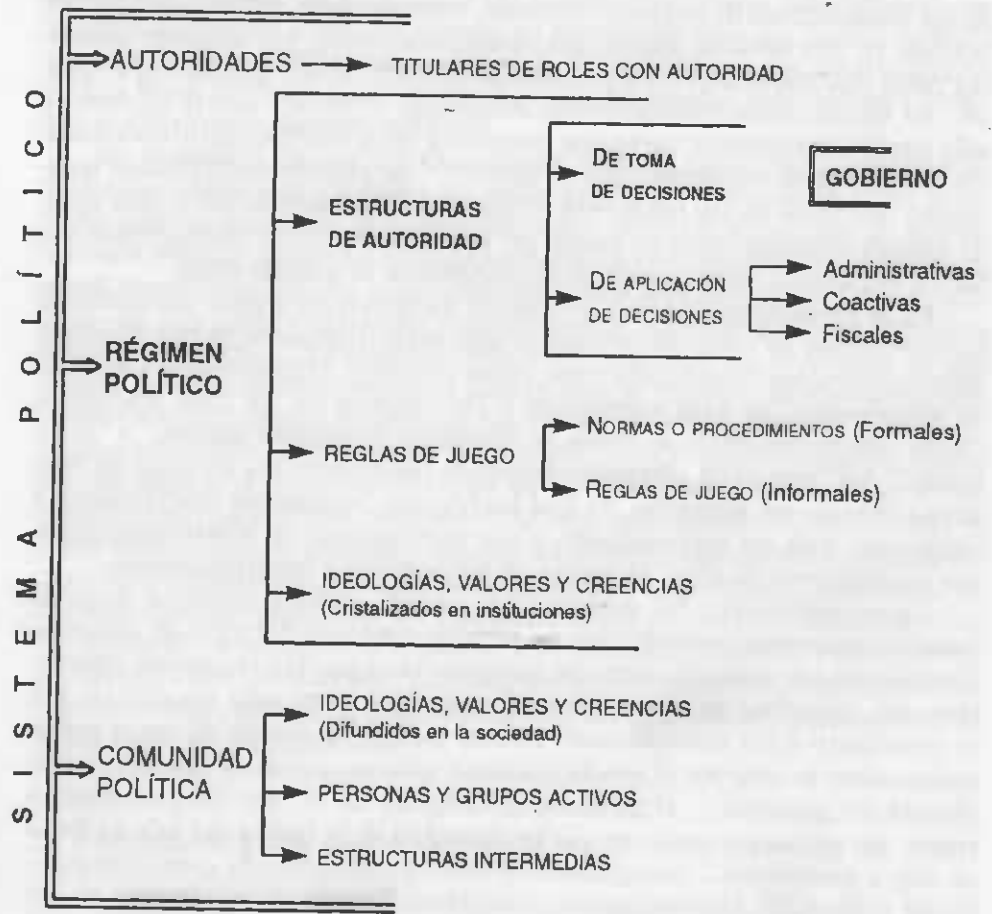 SISTEMA POLÍTICO
AUTORIDADES
TITULARES DE ROLES CON AUTORIDAD
RÉGIMEN
POLÍTICO
ESTRUCTURAS
DE AUTORIDAD
DE TOMA
DE DECISIONES
GOBIERNO
DE APLICACIÓN
DE DECISIONES
Administrativas
Coactivas
Fiscales
REGLAS DE JUEGO
NORMAS O PROCEDIMIENTOS (Formales)
REGLAS DE JUEGO (Informales)
IDEOLOGÍAS, VALORES Y CREENCIAS
(Cristalizados en instituciones)
COMUNIDAD
POLÍTICA
IDEOLOGÍAS, VALORES Y CREENCIAS
(Difundidos en la sociedad)
PERSONAS Y GRUPOS ACTIVOS
ESTRUCTURAS INTERMEDIAS